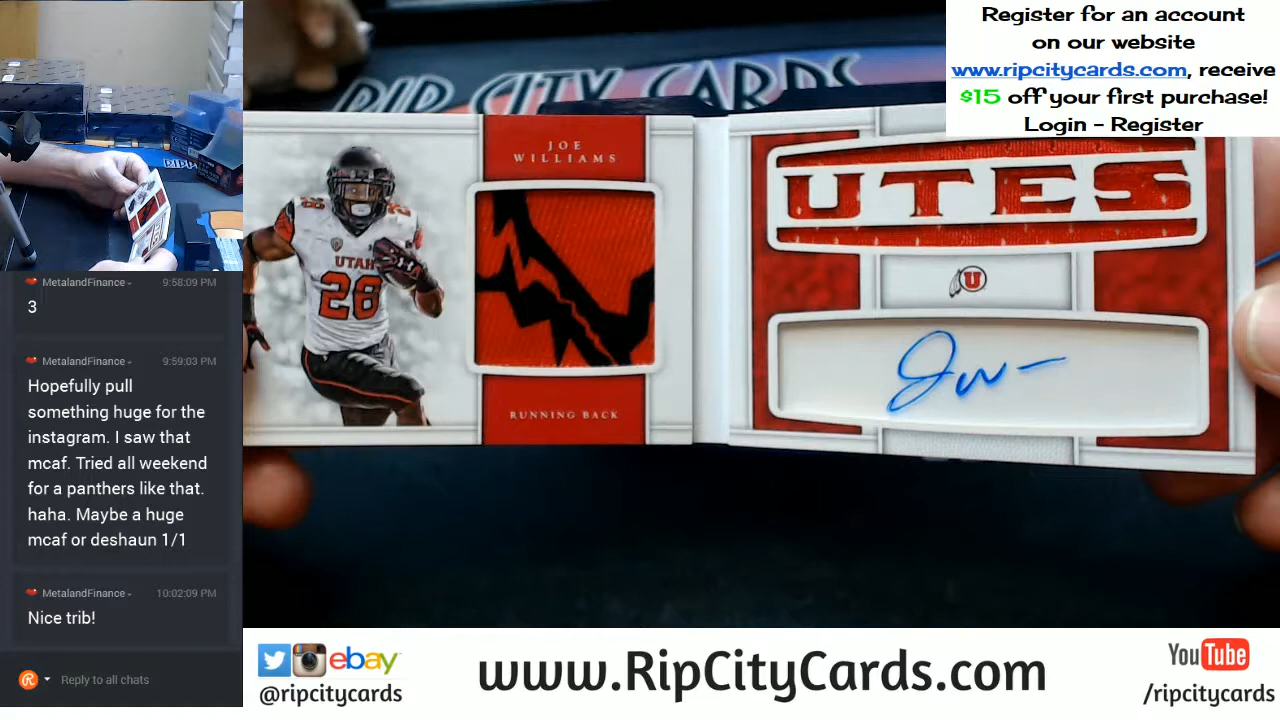 Register for an account
on our website
www.ripcitycards.com, receive
$15 off your first purchase!
Login - Register
RIP CITY CARDS
JOE
WILLIAMS
UTAH
28
RUNNING BACK
UTES
U
MetalandFinance
9:58:09 PM
3
MetalandFinance
9:59:03 PM
Hopefully pull
something huge for the
instagram. I saw that
mcaf. Tried all weekend
for a panthers like that.
haha. Maybe a huge
mcaf or deshaun 1/1
MetalandFinance
10:02:09 PM
Nice trib!
Reply to all chats
ebay
@ripcitycards
www.RipCityCards.com
YouTube
/ripcitycards